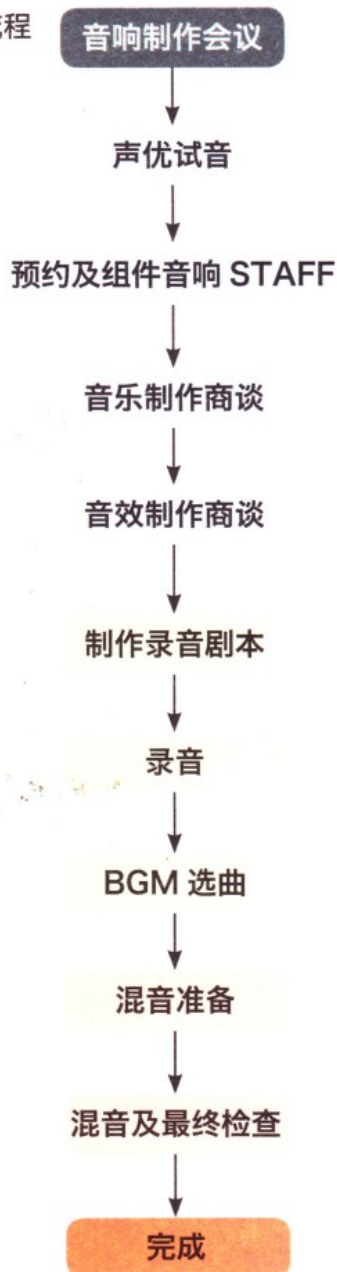 程
音响制作会议
声优试音
预约及组件音响 STAFF
音乐制作商谈
音效制作商谈
制作录音剧本
录音
BGM 选曲
混音准备
混音及最终检查
完成